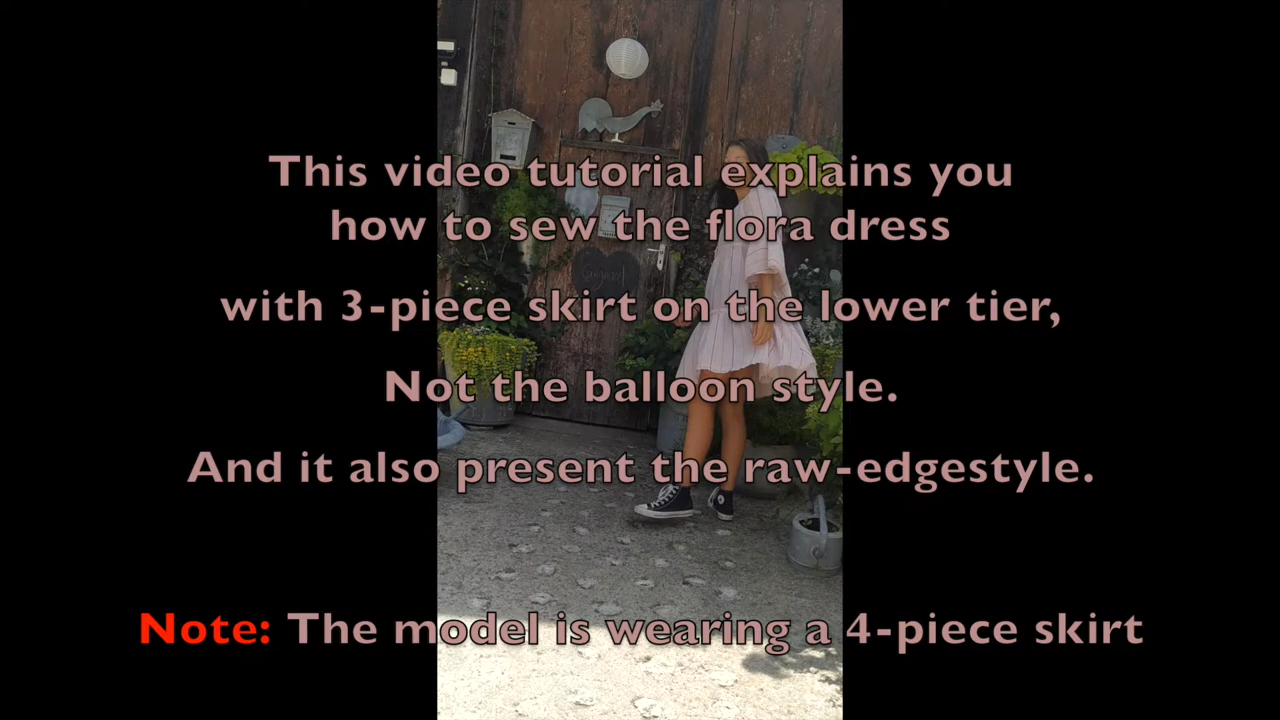 This video tutorial explains you
how to sew the flora dress
with 3-piece skirt on the lower tier,
Not the balloon style.
And it also present the raw-edgestyle.
Note: The model is wearing a 4-piece skirt